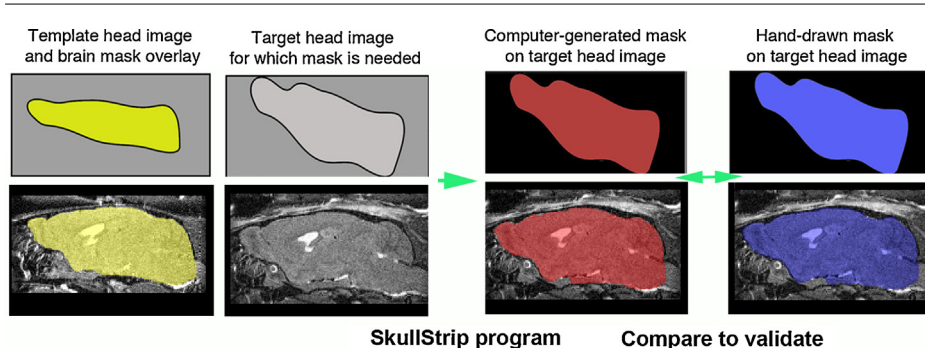 Template head image
and brain mask overlay
Target head image
for which mask is needed
Computer-generated mask
on target head image
Hand-drawn mask
on target head image
SkullStrip program
Compare to validate